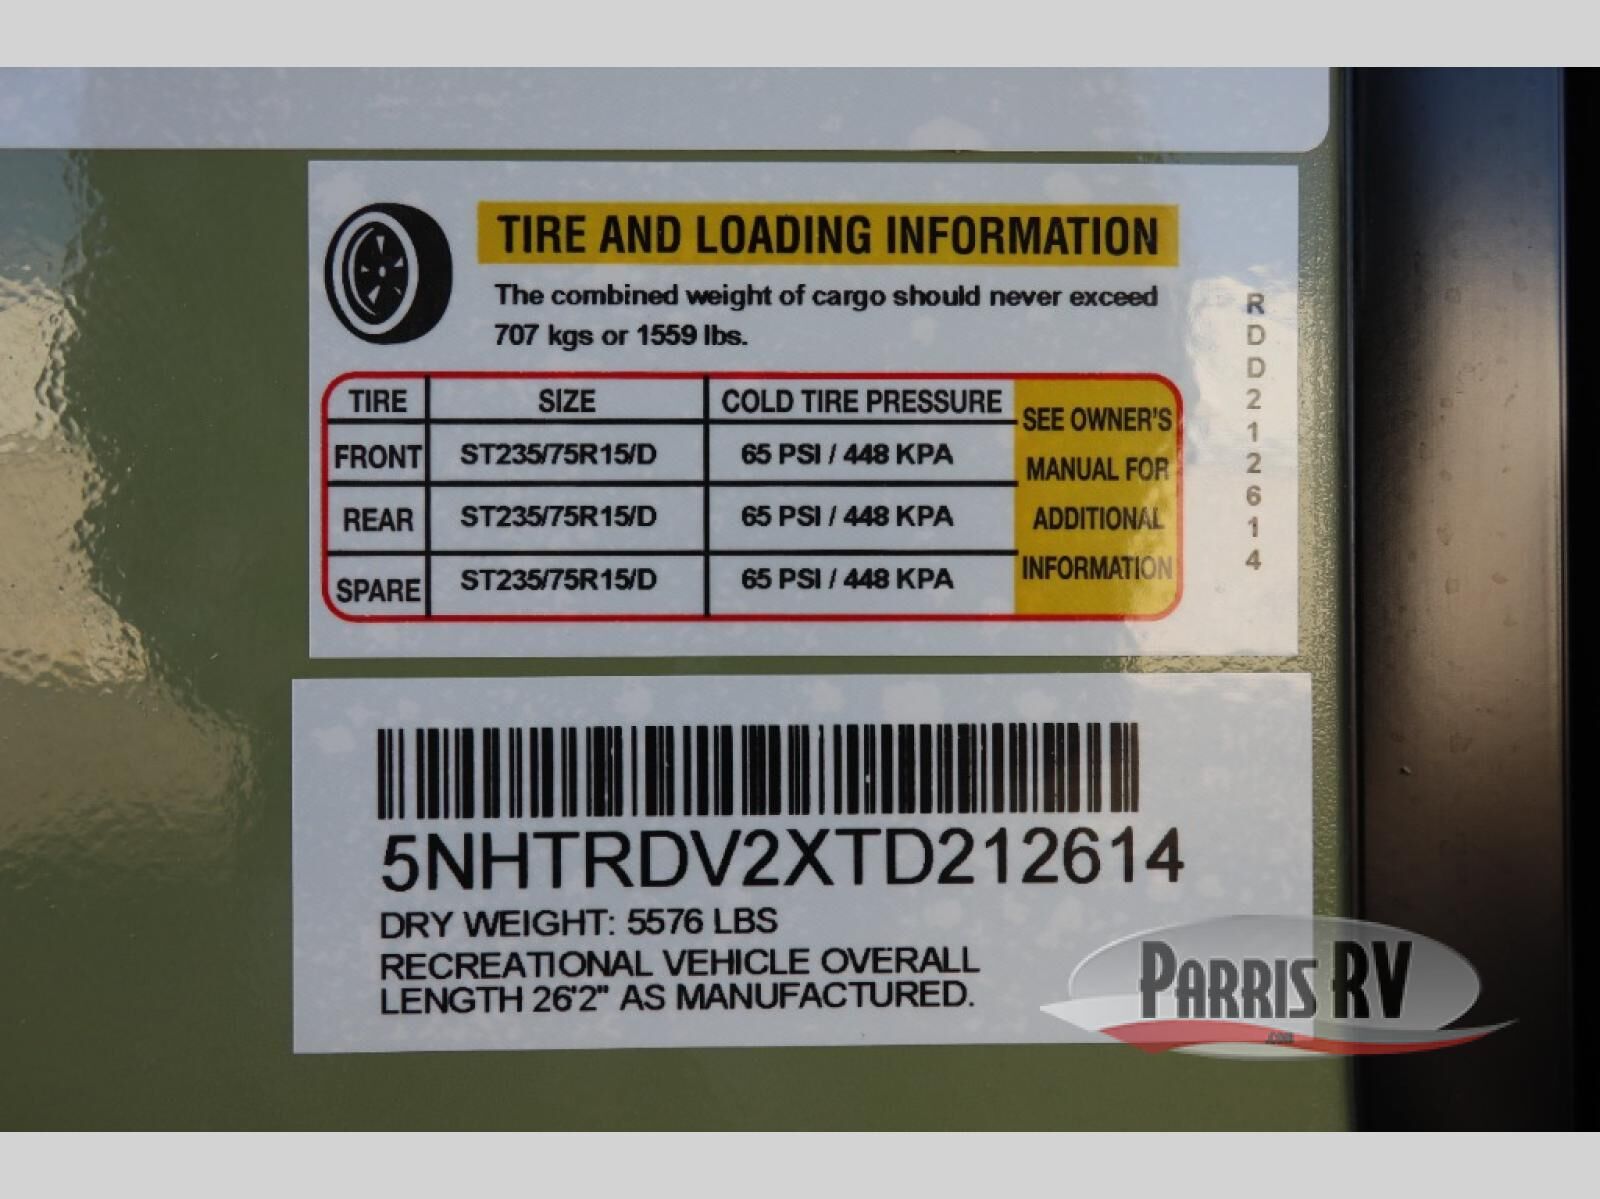 TIRE AND LOADING INFORMATION
The combined weight of cargo should never exceed
707 kgs or 1559 lbs.
TIRE SIZE COLD TIRE PRESSURE
FRONT ST235/75R15/D 65 PSI / 448 KPA
REAR ST235/75R15/D 65 PSI / 448 KPA
SPARE ST235/75R15/D 65 PSI / 448 KPA
SEE OWNER'S
MANUAL FOR
ADDITIONAL
INFORMATION
RDD212614
5NHTRDV2XTD212614
DRY WEIGHT: 5576 LBS
RECREATIONAL VEHICLE OVERALL
LENGTH 26'2" AS MANUFACTURED.
PARRIS RV
.com